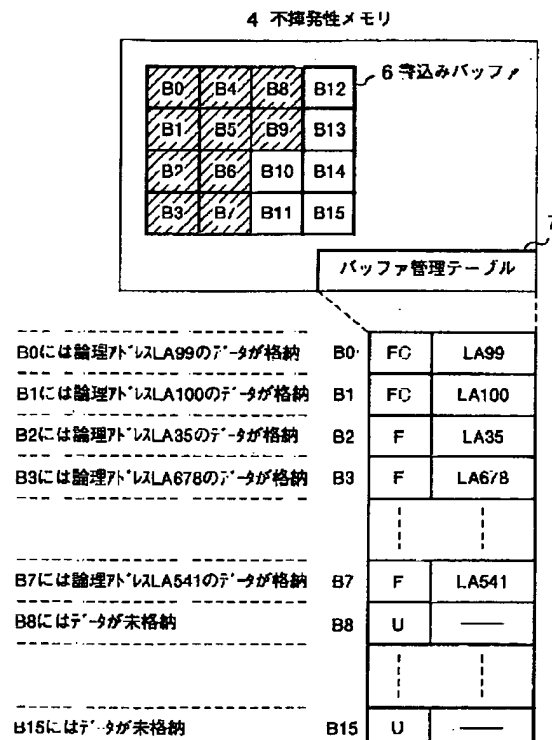 4 不揮発性メモリ
6 書込みバッファ
B0 B4 B8 B12
B1 B5 B9 B13
B2 B6 B10 B14
B3 B7 B11 B15
7
バッファ管理テーブル
B0には論理アドレスLA99のデータが格納 B0 FC LA99
B1には論理アドレスLA100のデータが格納 B1 FC LA100
B2には論理アドレスLA35のデータが格納 B2 F LA35
B3には論理アドレスLA678のデータが格納 B3 F LA678
B7には論理アドレスLA541のデータが格納 B7 F LA541
B8にはデータが未格納 B8 U —
B15にはデータが未格納 B15 U —